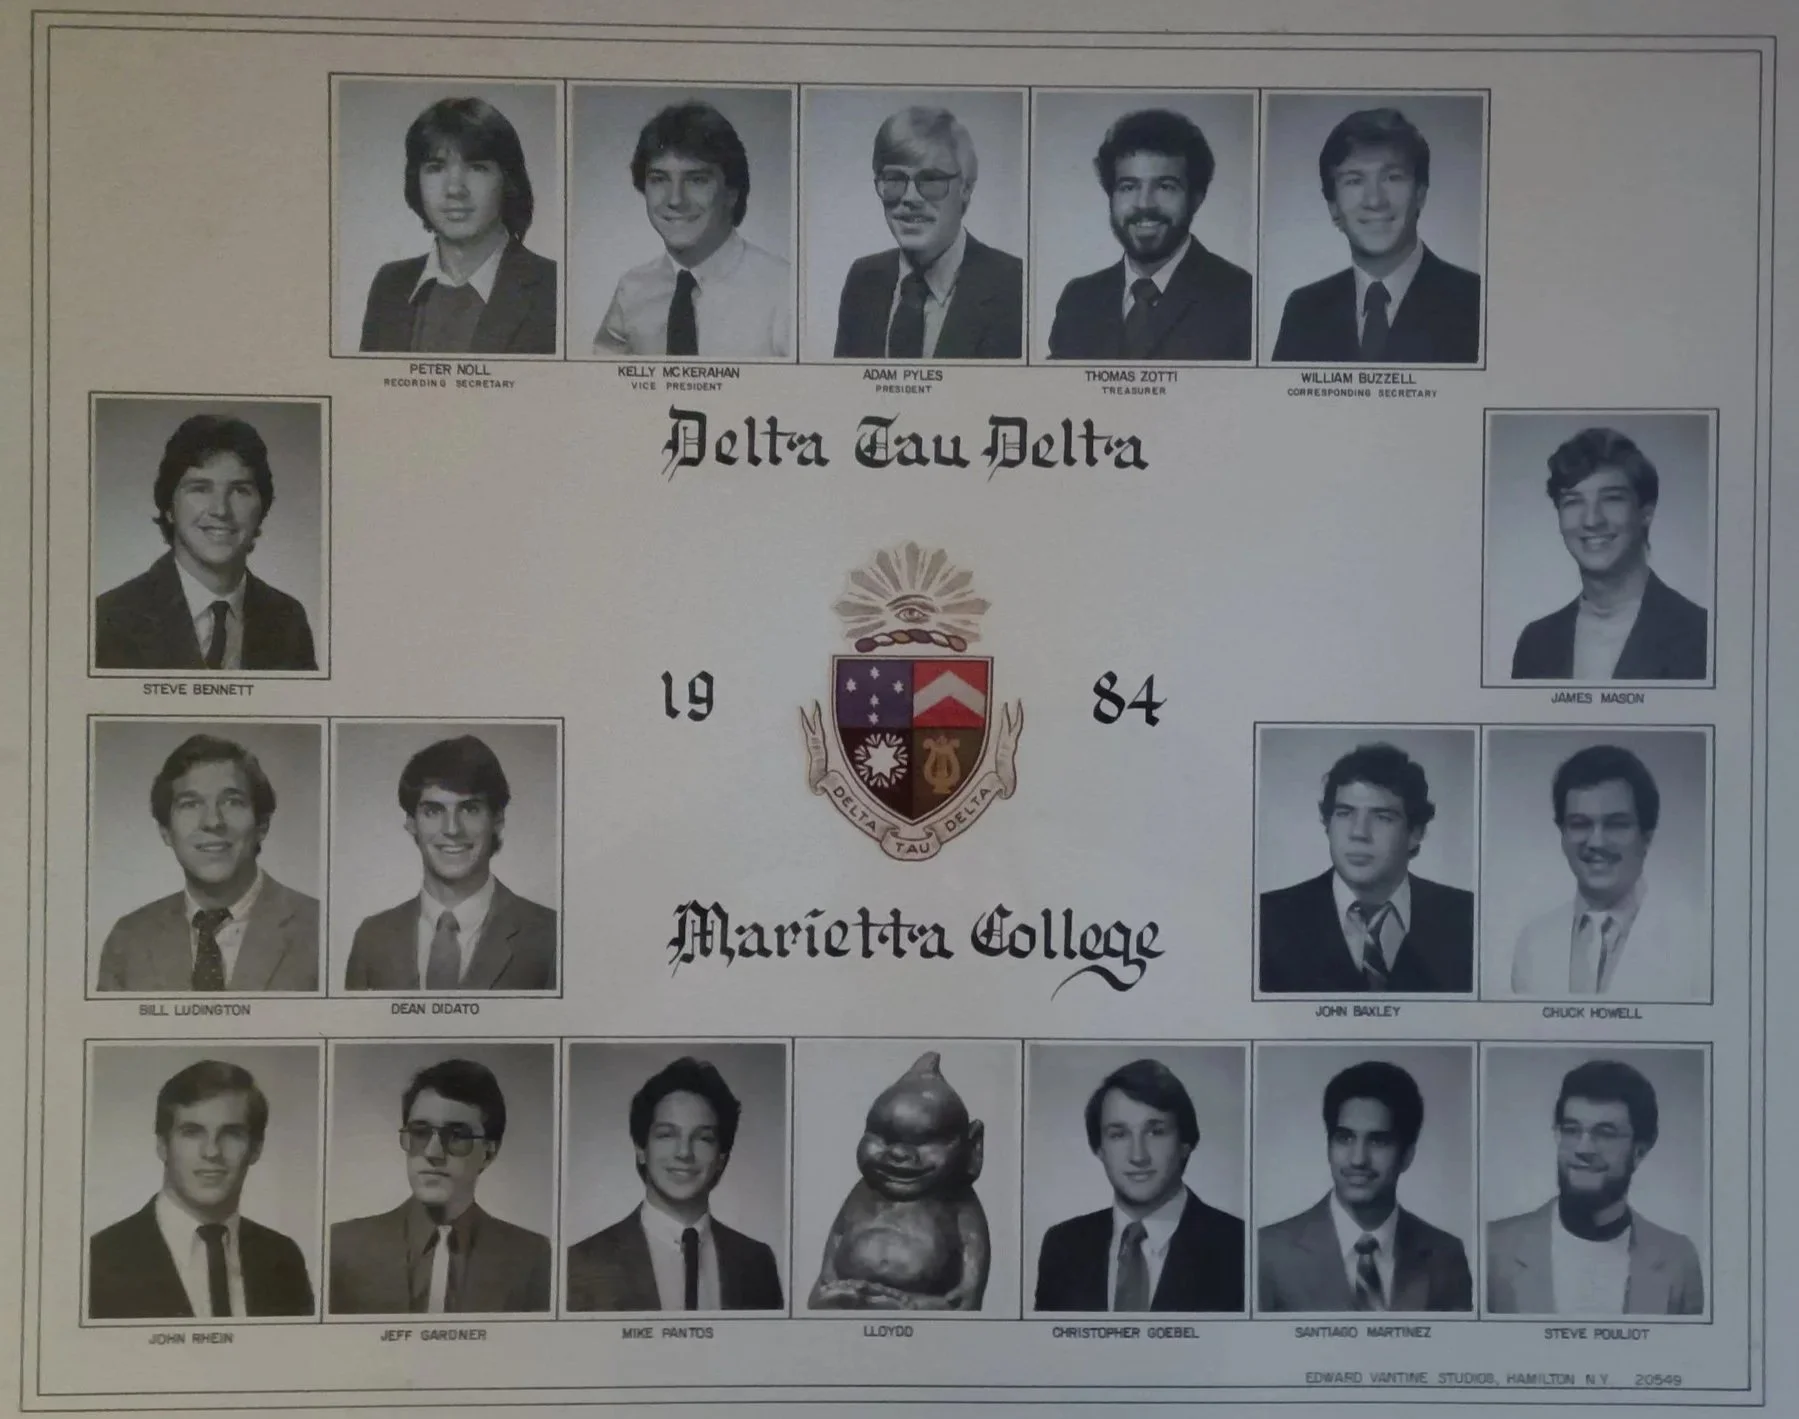 PETER NOLL
RECORDING SECRETARY
KELLY MCKERAHAN
VICE PRESIDENT
ADAM PYLES
PRESIDENT
THOMAS ZOTTI
TREASURER
WILLIAM BUZZELL
CORRESPONDING SECRETARY
Delta Tau Delta
STEVE BENNETT
19 84
JAMES MASON
DELTA TAU DELTA
Marietta College
BILL LUDINGTON
DEAN DIDATO
JOHN BAXLEY
CHUCK HOWELL
JOHN RHEIN
JEFF GARDNER
MIKE PANTOS
LLOYDD
CHRISTOPHER GOEBEL
SANTIAGO MARTINEZ
STEVE POULIOT
EDWARD VANTINE STUDIOS, HAMILTON N.Y. 20549